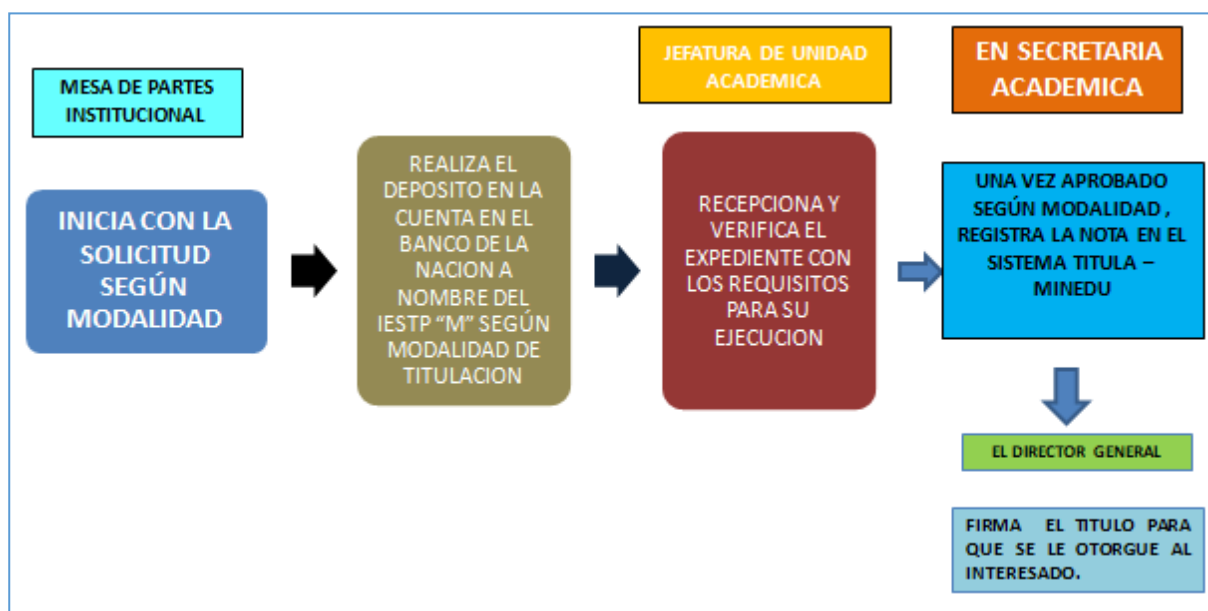 MESA DE PARTES
INSTITUCIONAL
INICIA CON LA
SOLICITUD
SEGÚN
MODALIDAD
REALIZA EL
DEPOSITO EN LA
CUENTA EN EL
BANCO DE LA
NACION A
NOMBRE DEL
IESTP “M” SEGÚN
MODALIDAD DE
TITULACION
JEFATURA DE UNIDAD
ACADEMICA
RECEPCIONA Y
VERIFICA EL
EXPEDIENTE CON
LOS REQUISITOS
PARA SU
EJECUCION
EN SECRETARIA
ACADEMICA
UNA VEZ APROBADO
SEGÚN MODALIDAD ,
REGISTRA LA NOTA EN EL
SISTEMA TITULA –
MINEDU
EL DIRECTOR GENERAL
FIRMA EL TITULO PARA
QUE SE LE OTORGUE AL
INTERESADO.